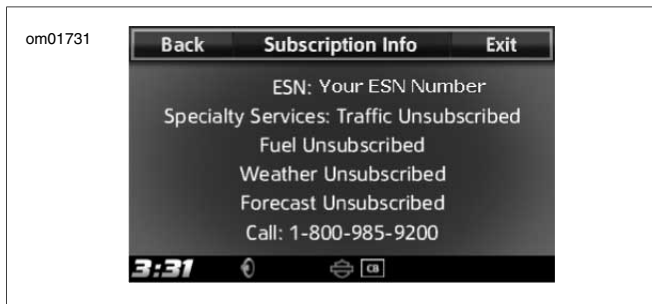 om01731
Back Subscription Info Exit
ESN: Your ESN Number
Specialty Services: Traffic Unsubscribed
Fuel Unsubscribed
Weather Unsubscribed
Forecast Unsubscribed
Call: 1-800-985-9200
3:31 CB